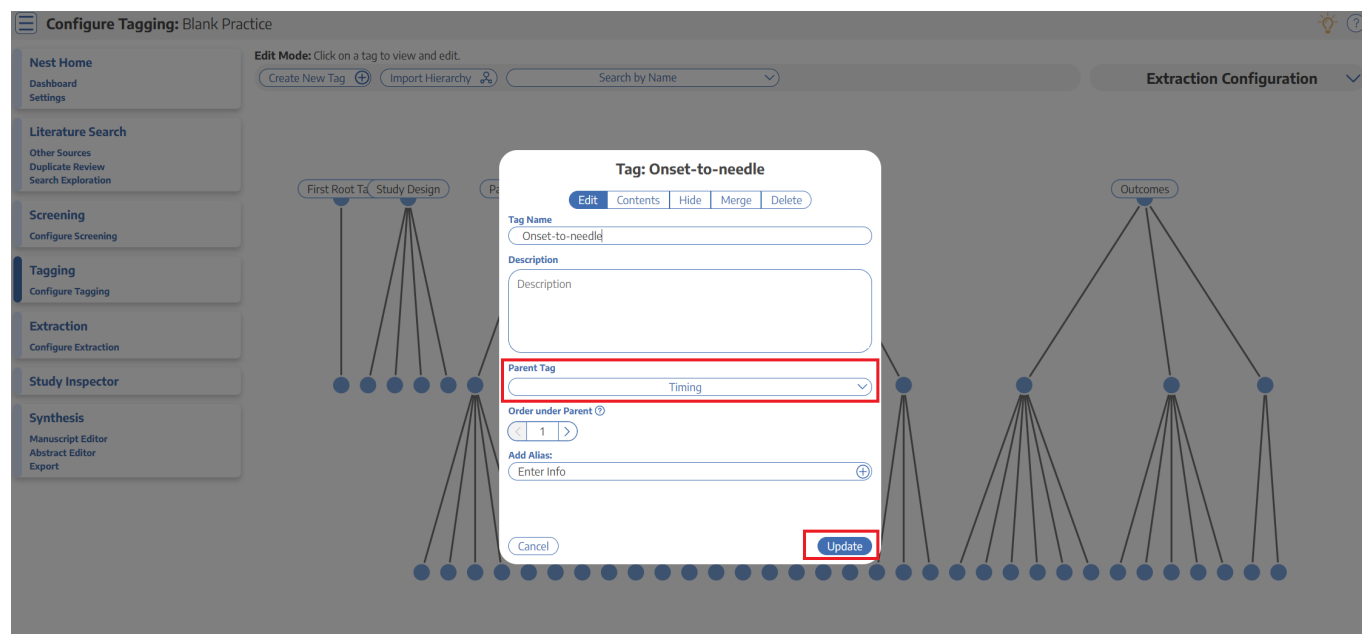 Configure Tagging: Blank Practice
Nest Home
Dashboard
Settings
Literature Search
Other Sources
Duplicate Review
Search Exploration
Screening
Configure Screening
Tagging
Configure Tagging
Extraction
Configure Extraction
Study Inspector
Synthesis
Manuscript Editor
Abstract Editor
Export
Edit Mode: Click on a tag to view and edit.
Create New Tag
Import Hierarchy
Search by Name
Extraction Configuration
First Root Ta
Study Design
Pa
Outcomes
Tag: Onset-to-needle
Edit Contents Hide Merge Delete
Tag Name
Onset-to-needle
Description
Description
Parent Tag
Timing
Order under Parent ?
< 1 >
Add Alias:
Enter Info
Cancel
Update